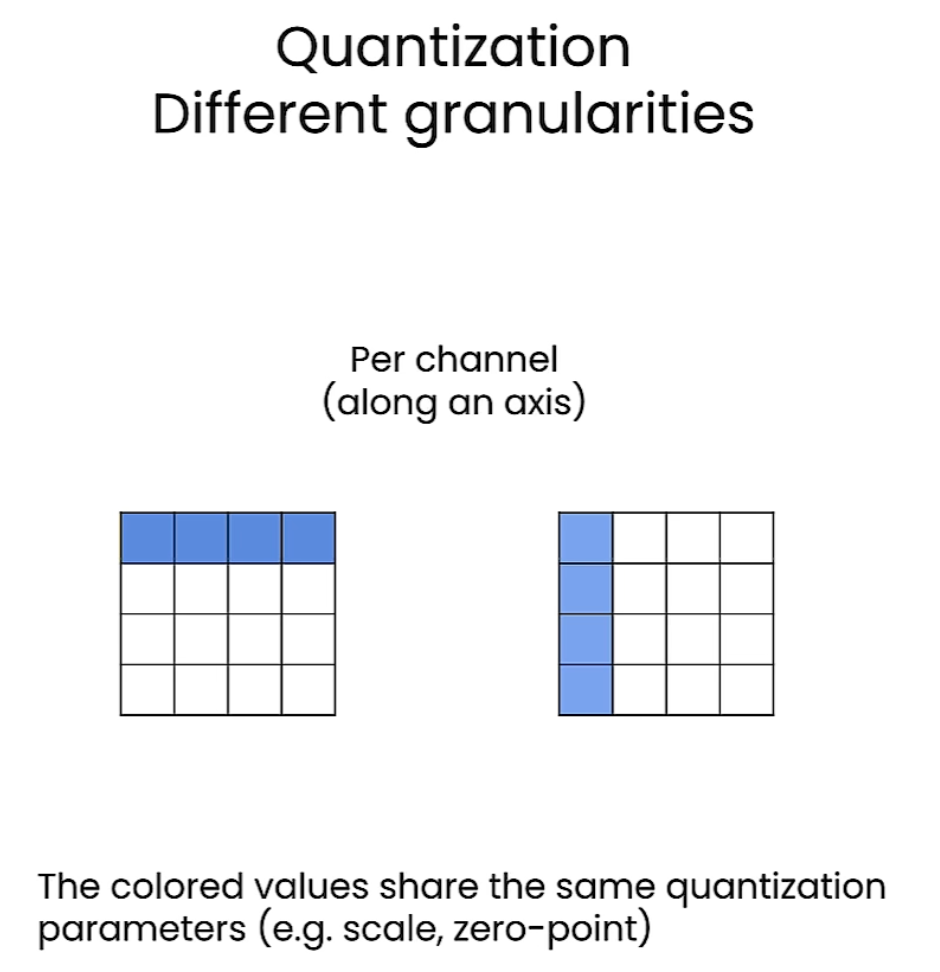 Quantization
Different granularities
Per channel
(along an axis)
The colored values share the same quantization
parameters (e.g. scale, zero-point)